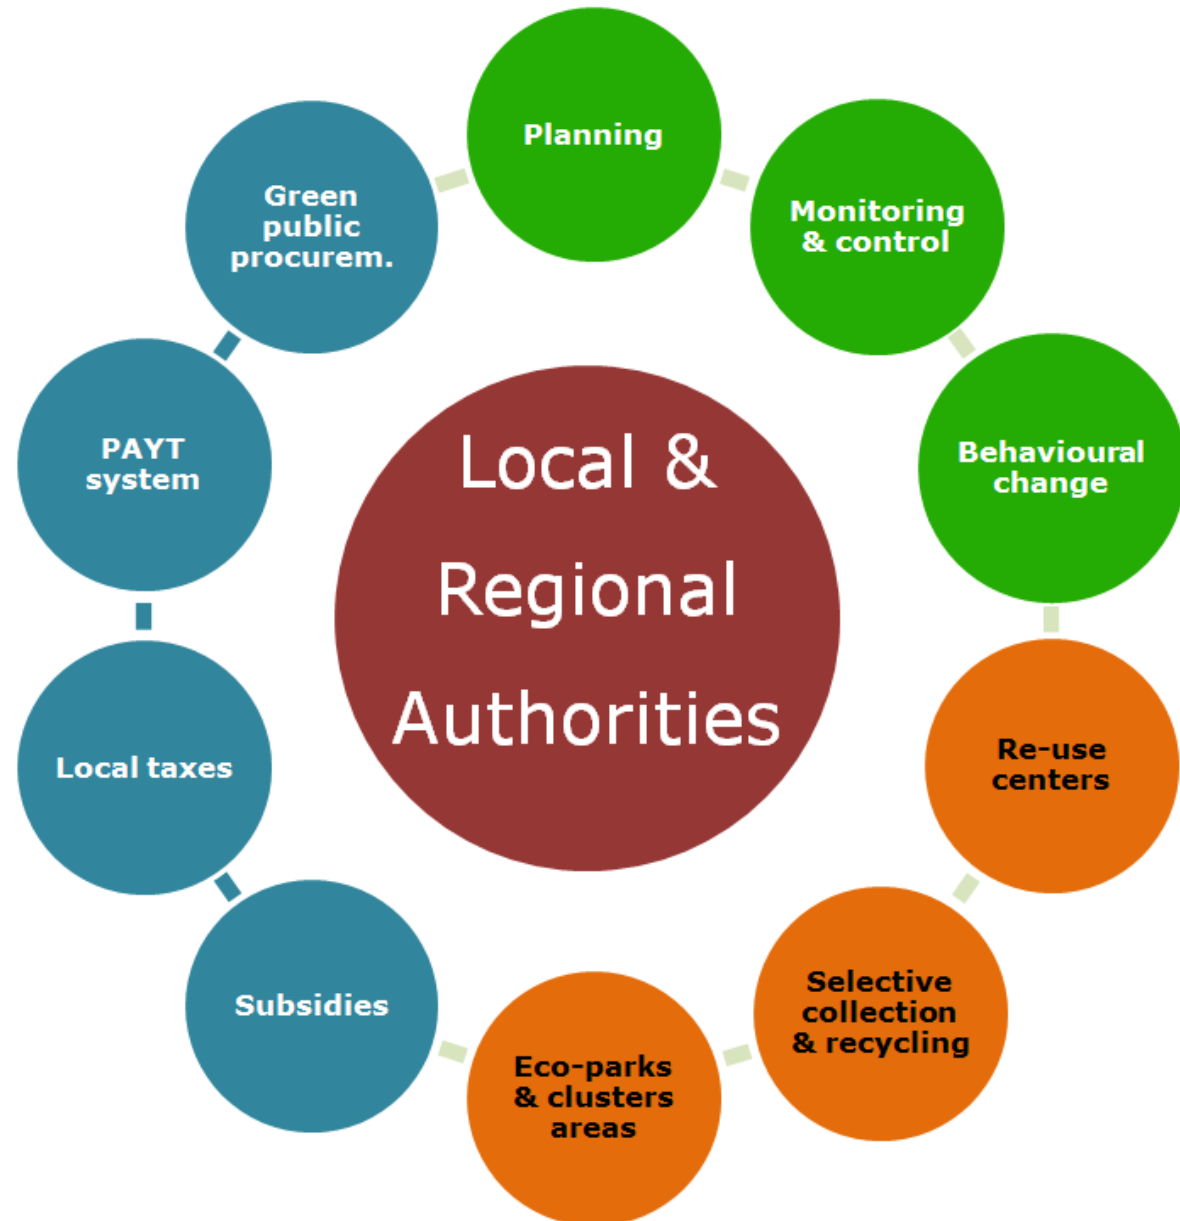 Planning
Monitoring
& control
Behavioural
change
Re-use
centers
Selective
collection
& recycling
Eco-parks
& clusters
areas
Subsidies
Local taxes
PAYT
system
Green
public
procurem.
Local &
Regional
Authorities